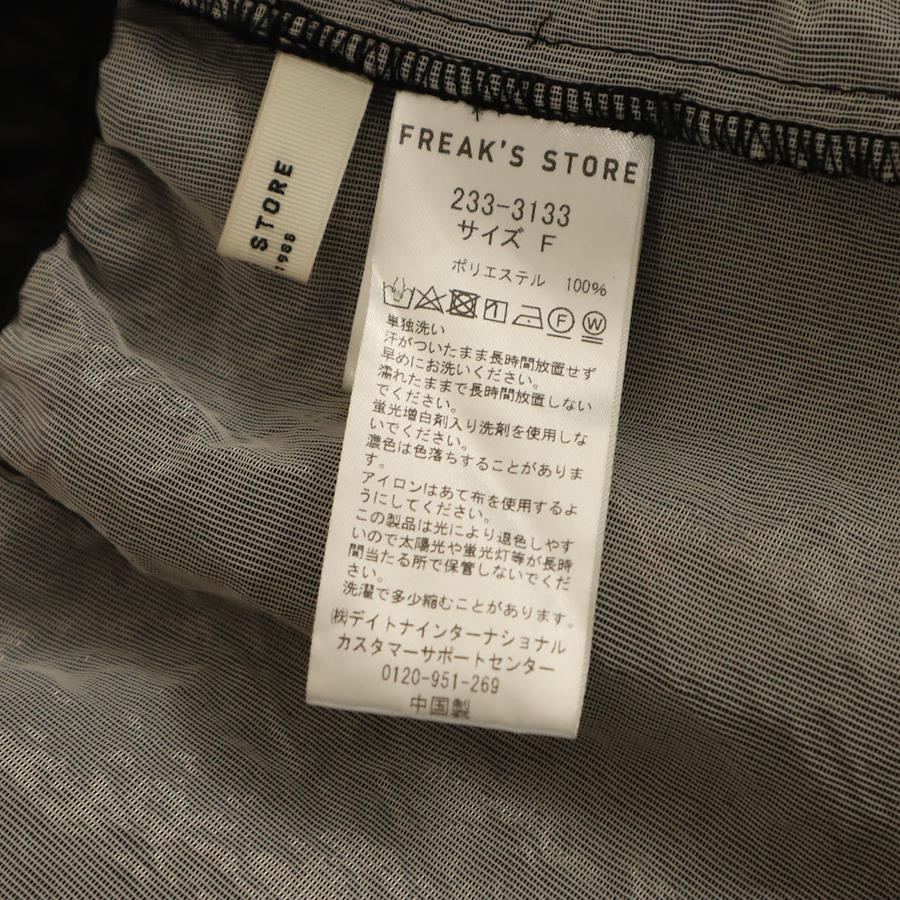 STORE
1988
FREAK'S STORE
233-3133
サイズ F
ポリエステル 100%
単独洗い
汗がついたまま長時間放置せず
早めにお洗いください。
濡れたままで長時間放置しない
でください。
蛍光増白剤入り洗剤を使用しな
いでください。
濃色は色落ちすることがありま
す。
アイロンはあて布を使用するよ
うにしてください。
この製品は光により退色しやす
いので太陽光や蛍光灯等が長時
間当たる所で保管しないでくだ
さい。
洗濯で多少縮むことがあります。
㈱デイトナインターナショナル
カスタマーサポートセンター
0120-951-269
中国製